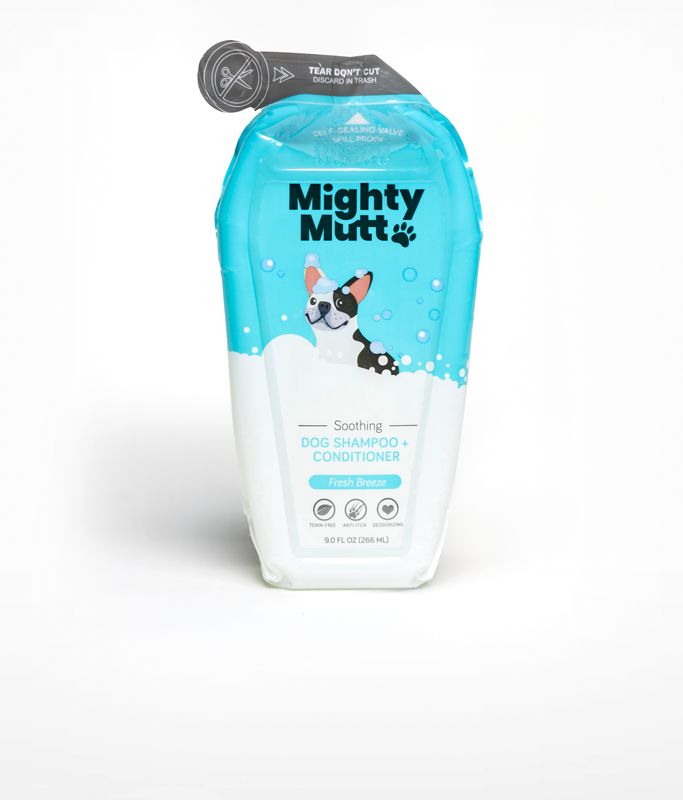 TEAR DON'T CUT
DISCARD IN TRASH
SELF-SEALING VALVE
SPILL PROOF
Mighty
Mutt
Soothing
DOG SHAMPOO +
CONDITIONER
Fresh Breeze
TOXIN-FREE ANTI-ITCH DEODORIZING
9.0 FL OZ (266 ML)